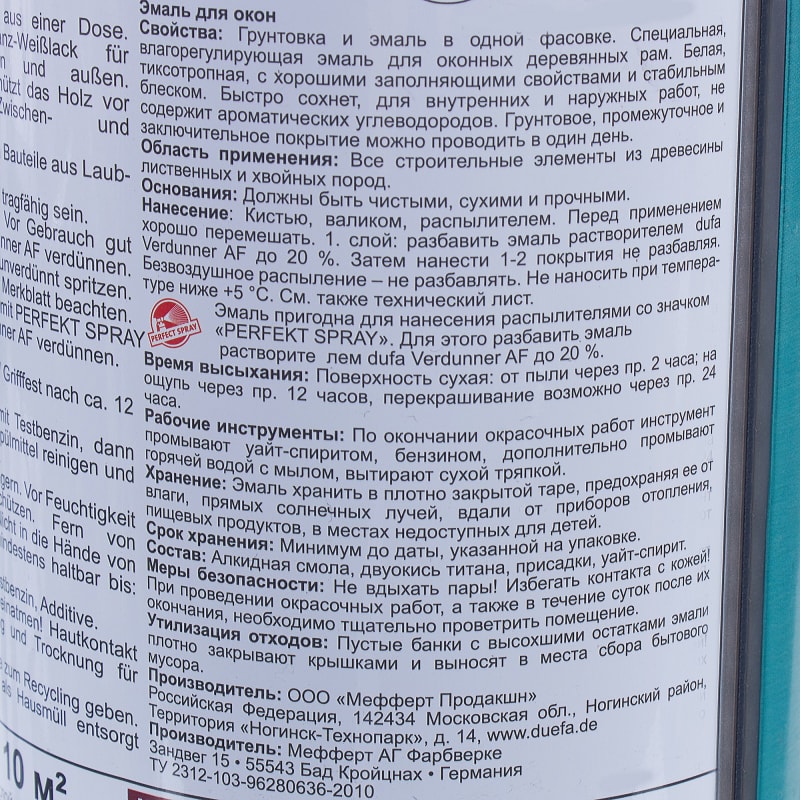 aus einer Dose.
nz-Weißlack für
und außen.
ützt das Holz vor
Zwischen- und
Bauteile aus Laub-
tragfähig sein.
Vor Gebrauch gut
nner AF verdünnen.
unverdünnt spritzen.
Merkblatt beachten.
mit PERFEKT SPRAY
ner AF verdünnen.
Grifffest nach ca. 12
mit Testbenzin, dann
pülmittel reinigen und
gern. Vor Feuchtigkeit
hützen. Fern von
Nicht in die Hände von
indestens haltbar bis:
stbenzin, Additive.
einatmen! Hautkontakt
g und Trocknung für
e zum Recycling geben.
als Hausmüll entsorgt
10 м²
Эмаль для окон
Свойства: Грунтовка и эмаль в одной фасовке. Специальная,
влагорегулирующая эмаль для оконных деревянных рам. Белая,
тиксотропная, с хорошими заполняющими свойствами и стабильным
блеском. Быстро сохнет, для внутренних и наружных работ, не
содержит ароматических углеводородов. Грунтовое, промежуточное и
заключительное покрытие можно проводить в один день.
Область применения: Все строительные элементы из древесины
лиственных и хвойных пород.
Основания: Должны быть чистыми, сухими и прочными.
Нанесение: Кистью, валиком, распылителем. Перед применением
хорошо перемешать. 1. слой: разбавить эмаль растворителем dufa
Verdunner AF до 20 %. Затем нанести 1-2 покрытия не разбавляя.
Безвоздушное распыление – не разбавлять. Не наносить при темпера-
туре ниже +5 °C. См. также технический лист.
PERFECT SPRAY
Эмаль пригодна для нанесения распылителями со значком
«PERFEKT SPRAY». Для этого разбавить эмаль
растворите лем dufa Verdunner AF до 20 %.
Время высыхания: Поверхность сухая: от пыли через пр. 2 часа; на
ощупь через пр. 12 часов, перекрашивание возможно через пр. 24
часа.
Рабочие инструменты: По окончании окрасочных работ инструмент
промывают уайт-спиритом, бензином, дополнительно промывают
горячей водой с мылом, вытирают сухой тряпкой.
Хранение: Эмаль хранить в плотно закрытой таре, предохраняя ее от
влаги, прямых солнечных лучей, вдали от приборов отопления,
пищевых продуктов, в местах недоступных для детей.
Срок хранения: Минимум до даты, указанной на упаковке.
Состав: Алкидная смола, двуокись титана, присадки, уайт-спирит.
Меры безопасности: Не вдыхать пары! Избегать контакта с кожей!
При проведении окрасочных работ, а также в течение суток после их
окончания, необходимо тщательно проветрить помещение.
Утилизация отходов: Пустые банки с высохшими остатками эмали
плотно закрывают крышками и выносят в места сбора бытового
мусора.
Производитель: ООО «Мефферт Продакшн»
Российская Федерация, 142434 Московская обл., Ногинский район,
Территория «Ногинск-Технопарк», д. 14, www.duefa.de
Производитель: Мефферт АГ Фарбверке
Зандвег 15 • 55543 Бад Кройцнах • Германия
ТУ 2312-103-96280636-2010